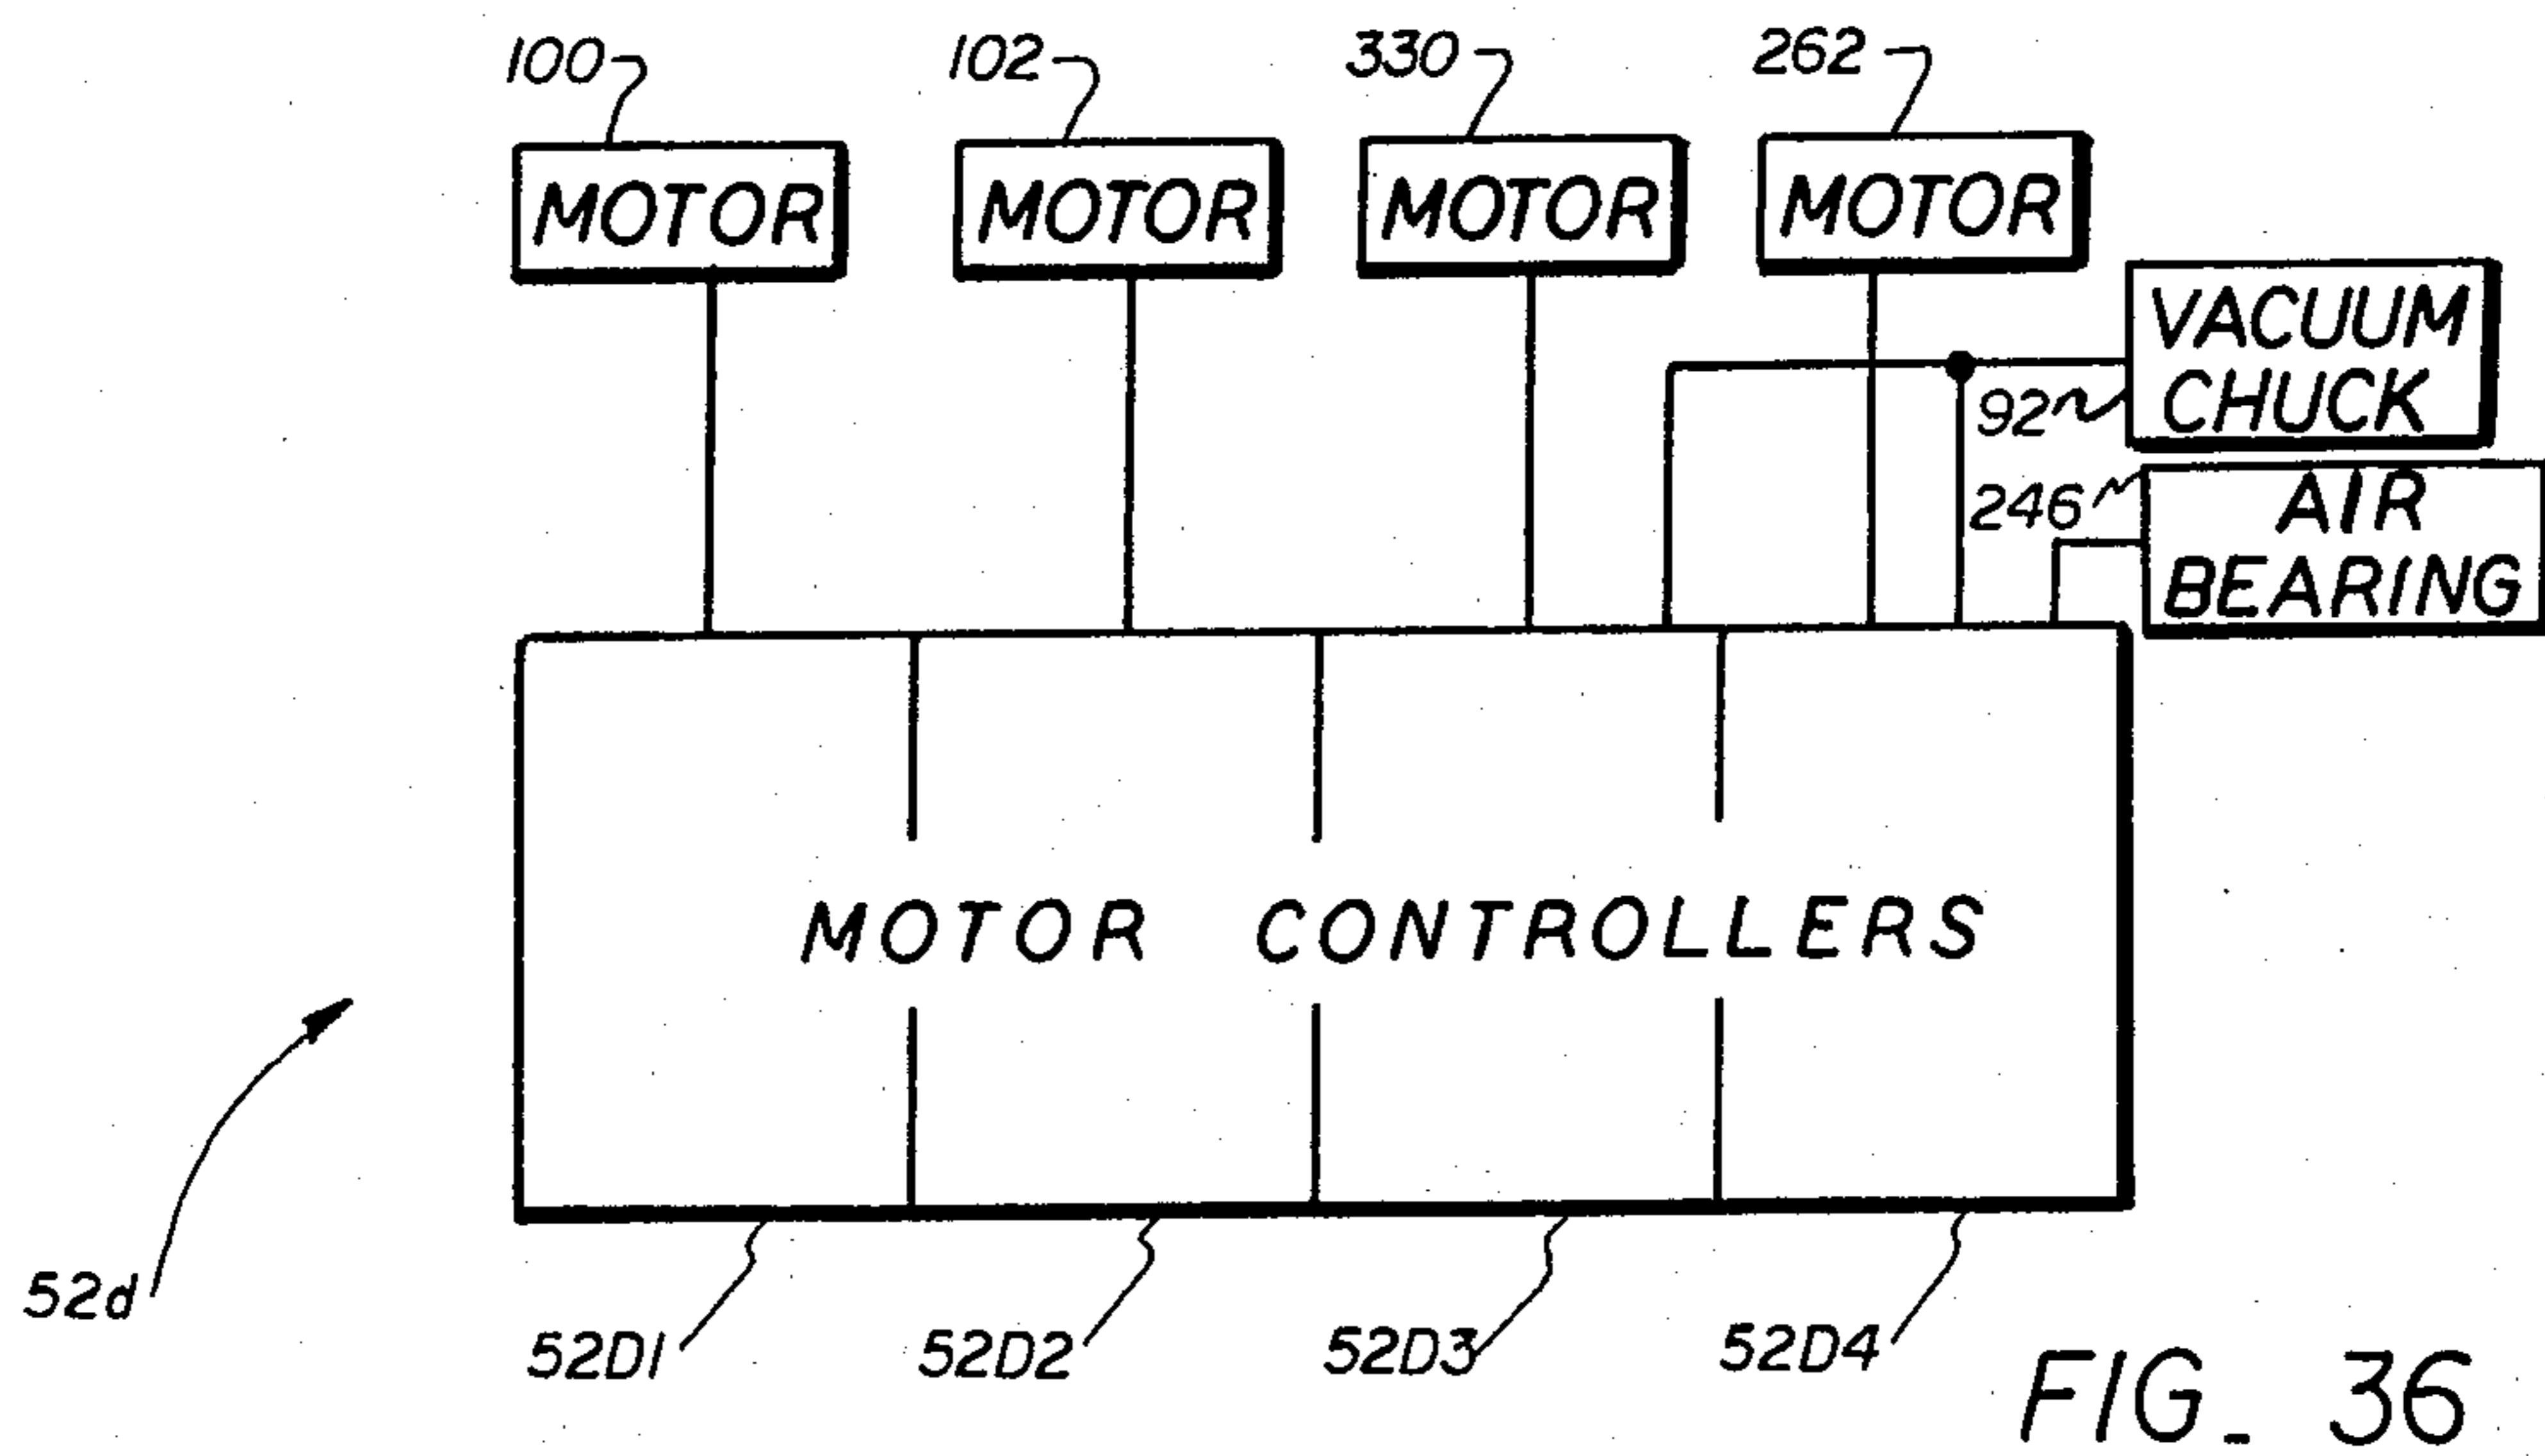 100
102
330
262
MOTOR
MOTOR
MOTOR
MOTOR
VACUUM
CHUCK
92
246
AIR
BEARING
MOTOR CONTROLLERS
52d
52D1
52D2
52D3
52D4
FIG_ 36